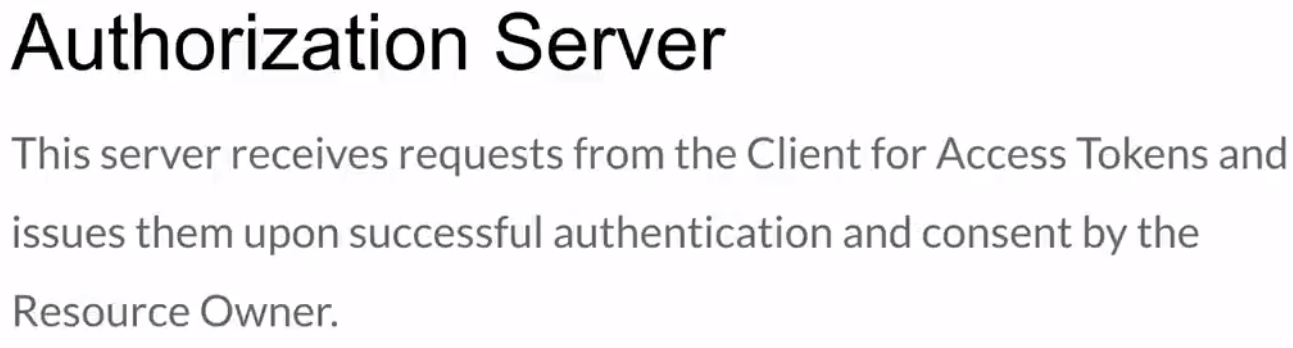 Authorization Server
This server receives requests from the Client for Access Tokens and
issues them upon successful authentication and consent by the
Resource Owner.